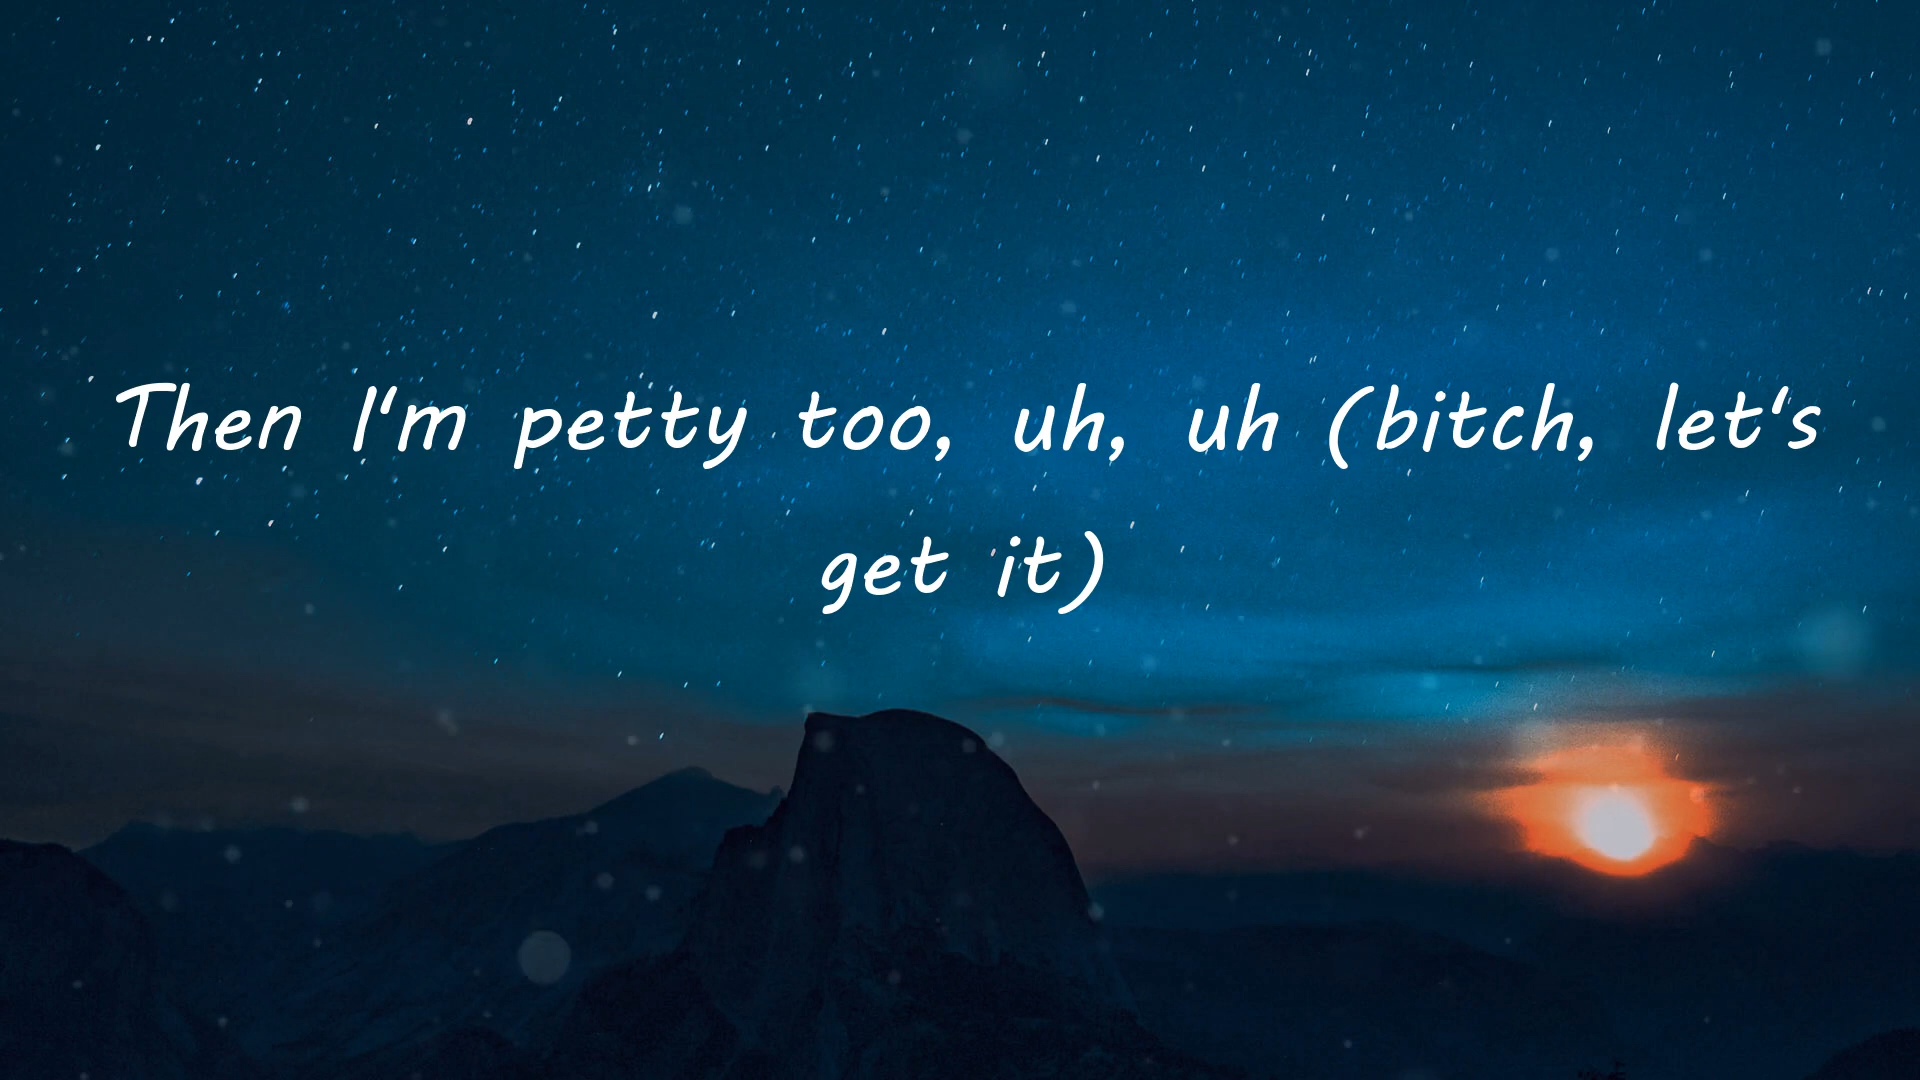 Then I'm petty too, uh, uh (bitch, let's
get it)